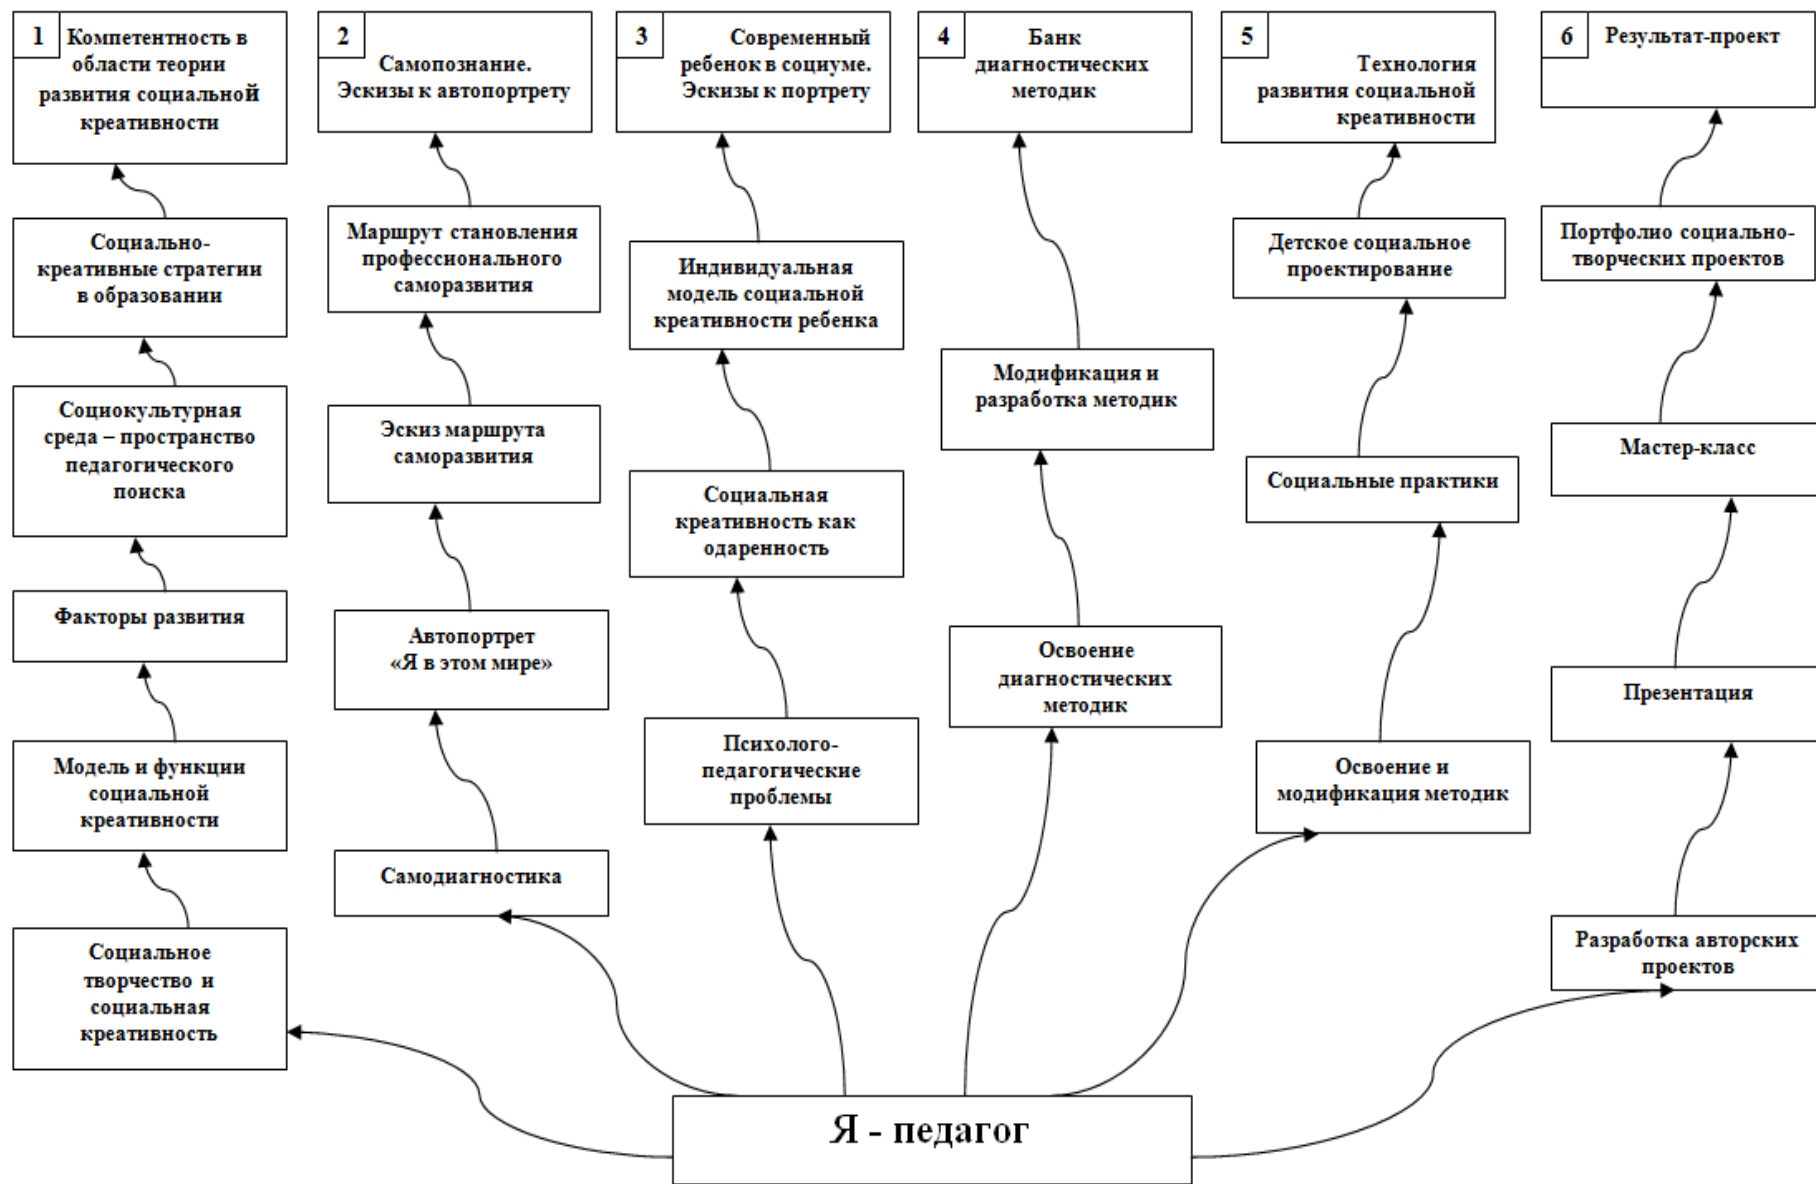 1
Компетентность в
области теории
развития социальной
креативности
Социально-
креативные стратегии
в образовании
Социокультурная
среда – пространство
педагогического
поиска
Факторы развития
Модель и функции
социальной
креативности
Социальное
творчество и
социальная
креативность
2
Самопознание.
Эскизы к автопортрету
Маршрут становления
профессионального
саморазвития
Эскиз маршрута
саморазвития
Автопортрет
«Я в этом мире»
Самодиагностика
3
Современный
ребенок в социуме.
Эскизы к портрету
Индивидуальная
модель социальной
креативности ребенка
Социальная
креативность как
одаренность
Психолого-
педагогические
проблемы
4
Банк
диагностических
методик
Модификация и
разработка методик
Освоение
диагностических
методик
5
Технология
развития социальной
креативности
Детское социальное
проектирование
Социальные практики
Освоение и
модификация методик
6
Результат-проект
Портфолио социально-
творческих проектов
Мастер-класс
Презентация
Разработка авторских
проектов
Я - педагог